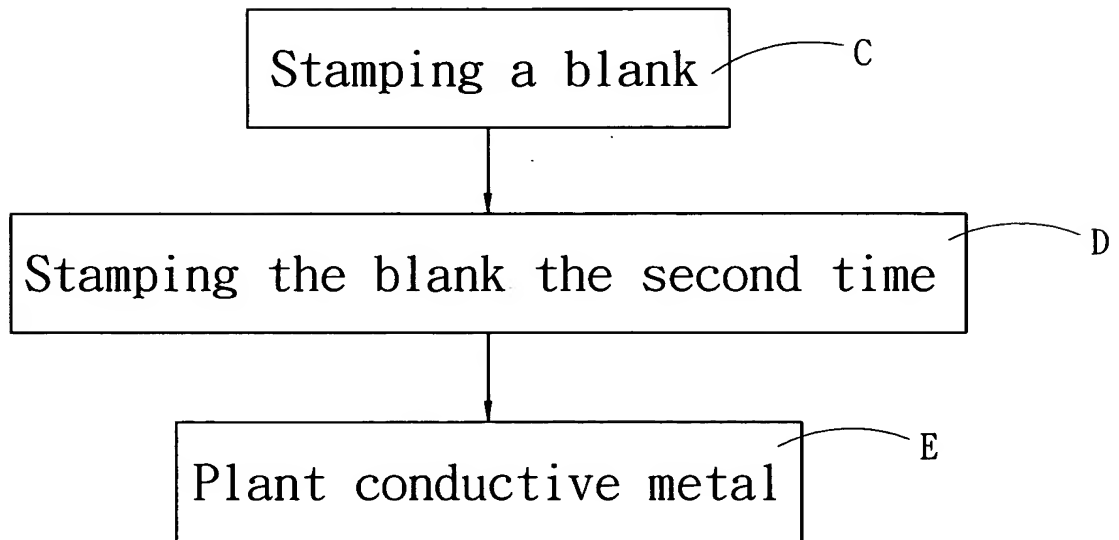 Stamping a blank
C
Stamping the blank the second time
D
Plant conductive metal
E